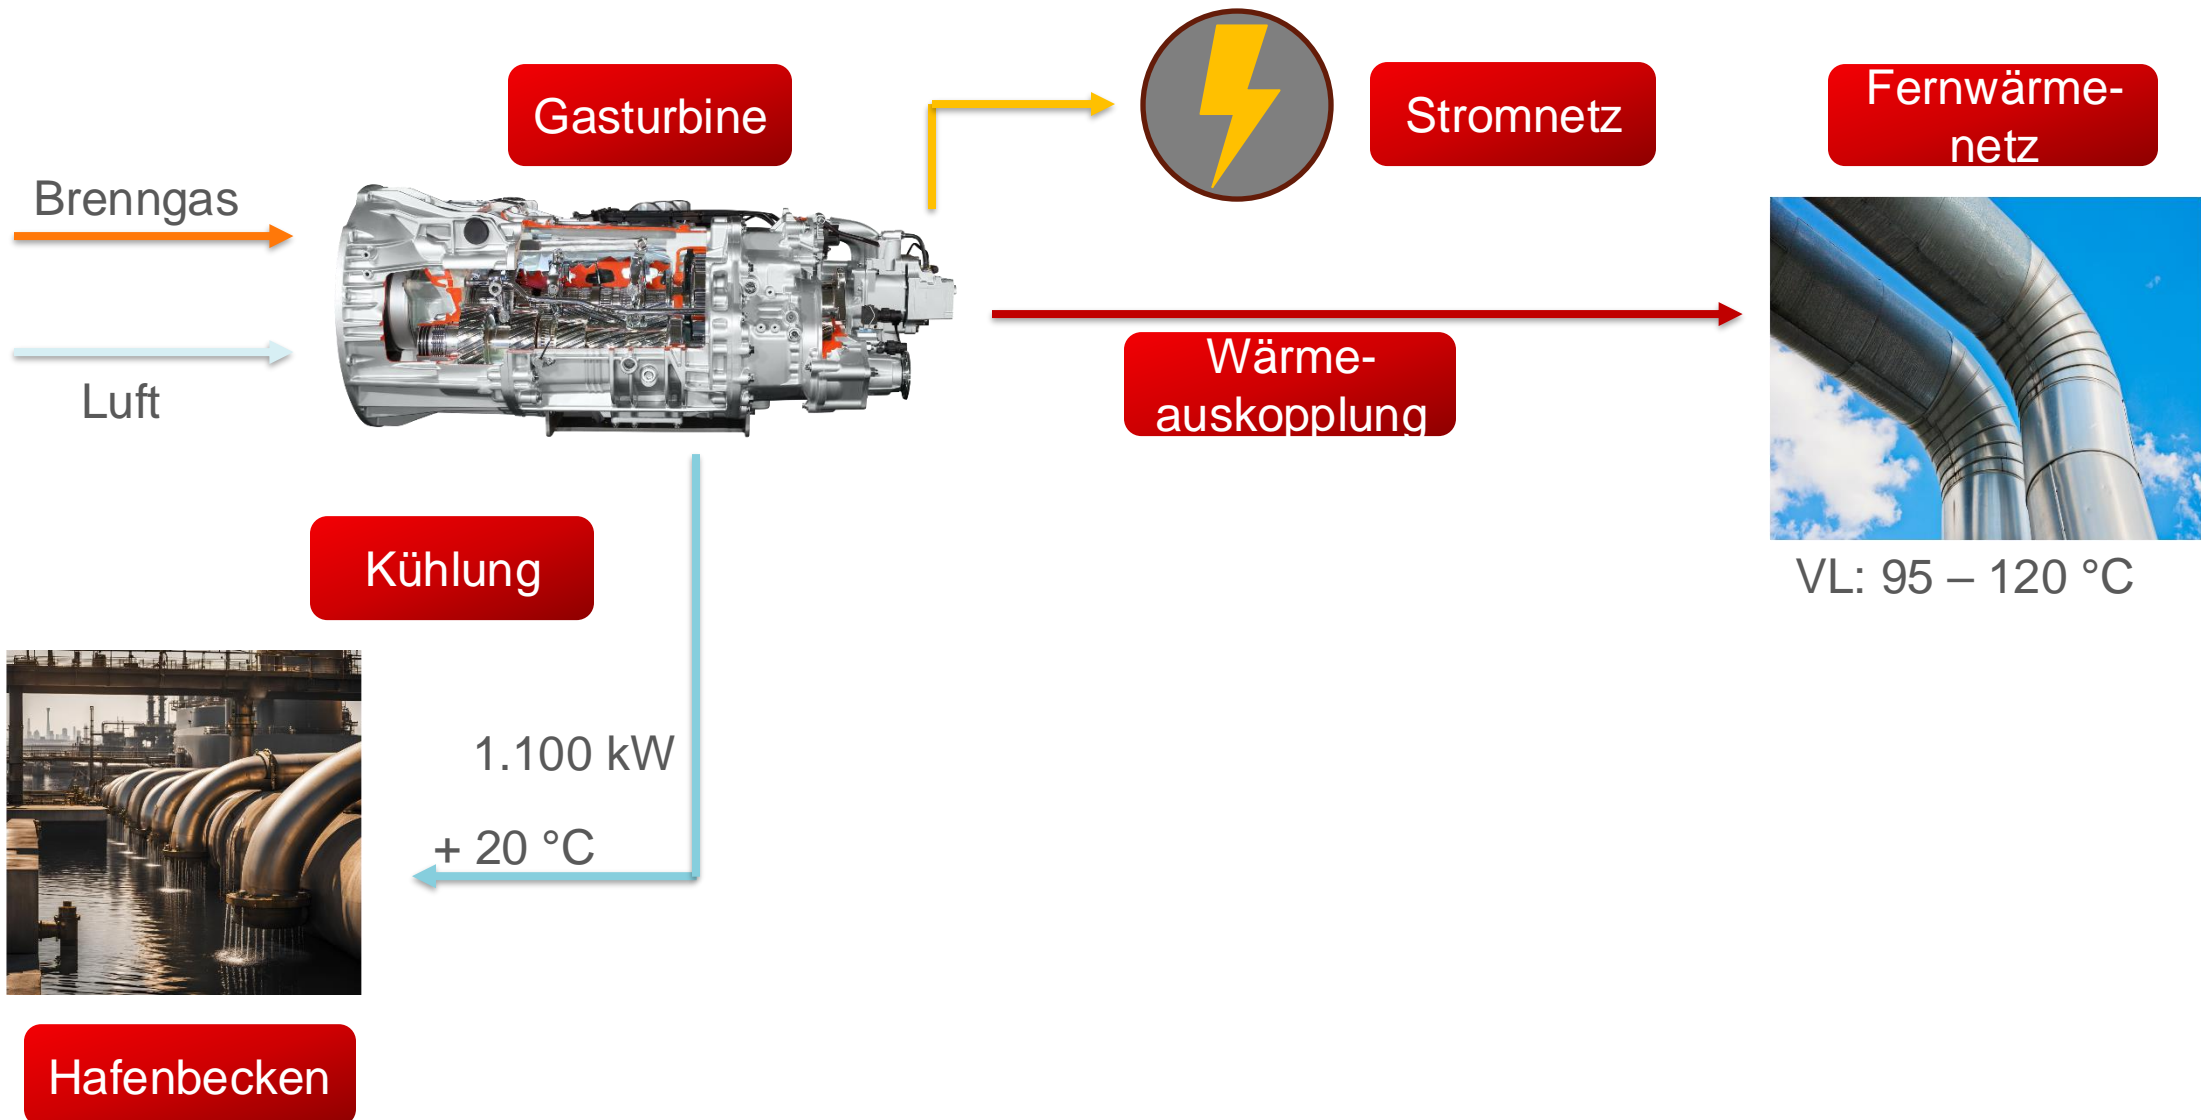 Gasturbine
Stromnetz
Fernwärme-
netz
Brenngas
Luft
Wärme-
auskopplung
Kühlung
VL: 95 – 120 °C
1.100 kW
+ 20 °C
Hafenbecken